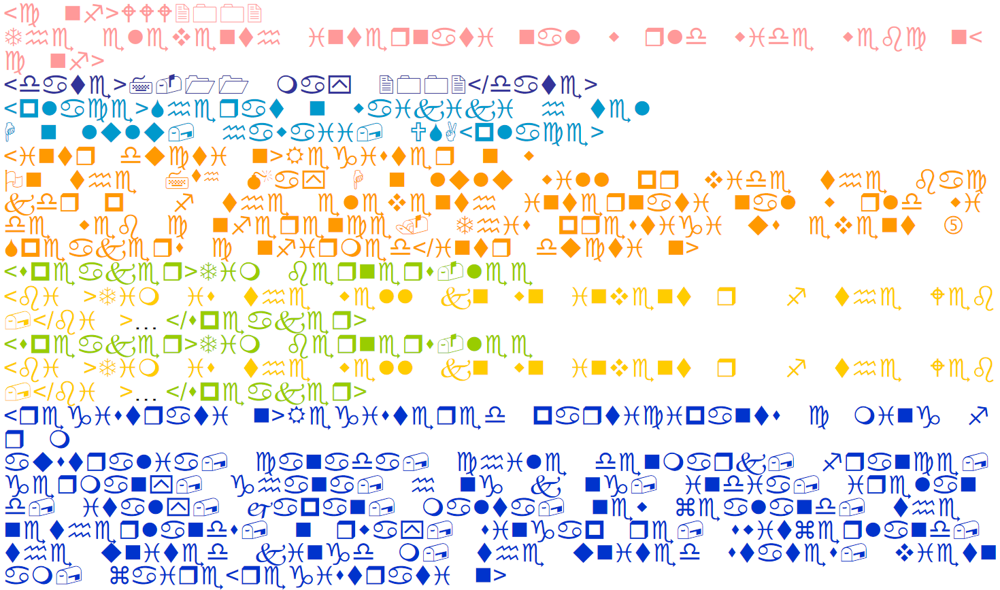 <♍ ■♐>🕈🕈🕈📄📁📁📄
❄♒♏ ♏●♏❖♏■⧫♒ ♓■⧫♏❒■♋⧫♓ ■♋● ⬥ ❒●♎ ⬥♓♎♏ ⬥♏♌♍ ■<
♍ ■♐>
<♎♋⧫♏>⌨📫📂📂 ❍♋⍓ 📄📁📁📄</♎♋⧫♏>
<◻●♋♍♏>💧♒♏❒♋⧫ ■ ⬥♋♓🙵♓🙵♓ ♒ ⧫♏●
☟ ■ ●◆●◆📪 ♒♋⬥♋♓♓📪 🕆💧✌<◻●♋♍♏>
<♓■⧫❒ ♎◆♍⧫♓ ■>☼♏♑♓⬧⧫♏❒ ■ ⬥
⚐■ ⧫♒♏ ⌨⧫♒ 💣♋⍓ ☟ ■ ●◆●◆ ⬥♓●● ◻❒ ❖♓♎♏ ⧫♒♏ ♌♋♍
🙵♎❒ ◻ ♐ ⧫♒♏ ♏●♏❖♏■⧫♒ ♓■⧫♏❒■♋⧫♓ ■♋● ⬥ ❒●♎ ⬥♓
♎♏ ⬥♏♌ ♍ ■♐♏❒♏■♍♏📬 ❄♒♓⬧ ◻❒♏⬧⧫♓♑♓ ◆⬧ ♏❖♏■⧫ ⑤
💧◻♏♋🙵♏❒⬧ ♍ ■♐♓❒❍♏♎</♓■⧫❒ ♎◆♍⧫♓ ■>
<⬧◻♏♋🙵♏❒>❄♓❍ ♌♏❒■♏❒⬧📫●♏♏
<♌♓ >❄♓❍ ♓⬧ ⧫♒♏ ⬥♏●● 🙵■ ⬥■ ♓■❖♏■⧫ ❒ ♐ ⧫♒♏ 🕈♏♌
📪</♌♓ >… </⬧◻♏♋🙵♏❒>
<⬧◻♏♋🙵♏❒>❄♓❍ ♌♏❒■♏❒⬧📫●♏♏
<♌♓ >❄♓❍ ♓⬧ ⧫♒♏ ⬥♏●● 🙵■ ⬥■ ♓■❖♏■⧫ ❒ ♐ ⧫♒♏ 🕈♏♌
📪</♌♓ >… </⬧◻♏♋🙵♏❒>
<❒♏♑♓⬧⧫❒♋⧫♓ ■>☼♏♑♓⬧⧫♏❒♏♎ ◻♋❒⧫♓♍♓◻♋■⧫⬧ ♍ ❍♓■♑ ♐
❒ ❍
♋◆⬧⧫❒♋●♓♋📪 ♍♋■♋♎♋📪 ♍♒♓●♏ ♎♏■❍♋❒🙵📪 ♐❒♋■♍♏📪
♑♏❒❍♋■⍓📪 ♑♒♋■♋📪 ♒ ■♑ 🙵 ■♑📪 ♓■♎♓♋📪 ♓❒♏●♋■
♎📪 ♓⧫♋●⍓📪 🙰♋◻♋■📪 ❍♋●⧫♋📪 ■♏⬥ ⌘♏♋●♋■♎📪 ⧫♒♏
■♏⧫♒♏❒●♋■♎⬧📪 ■ ❒⬥♋⍓📪 ⬧♓■♑♋◻ ❒♏📪 ⬧⬥♓⧫⌘♏❒●♋■♎📪
⧫♒♏ ◆■♓⧫♏♎ 🙵♓■♑♎ ❍📪 ⧫♒♏ ◆■♓⧫♏♎ ⬧⧫♋⧫♏⬧📪 ❖♓♏⧫■
♋❍📪 ⌘♋♓❒♏<❒♏♑♓⬧⧫❒♋⧫♓ ■>